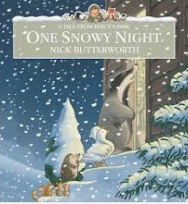 A TALE FROM PERCY'S PARK
ONE SNOWY NIGHT
NICK BUTTERWORTH